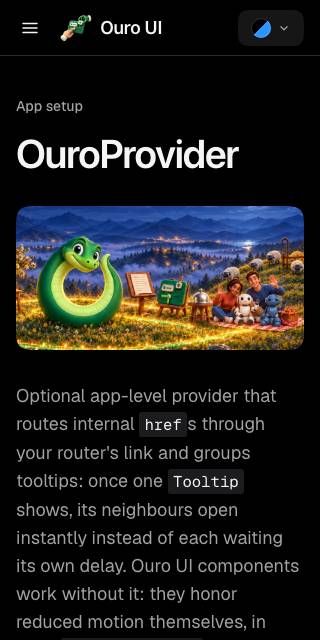 Ouro UI
App setup
OuroProvider
Optional app-level provider that
routes internal hrefs through
your router's link and groups
tooltips: once one Tooltip
shows, its neighbours open
instantly instead of each waiting
its own delay. Ouro UI components
work without it: they honor
reduced motion themselves, in